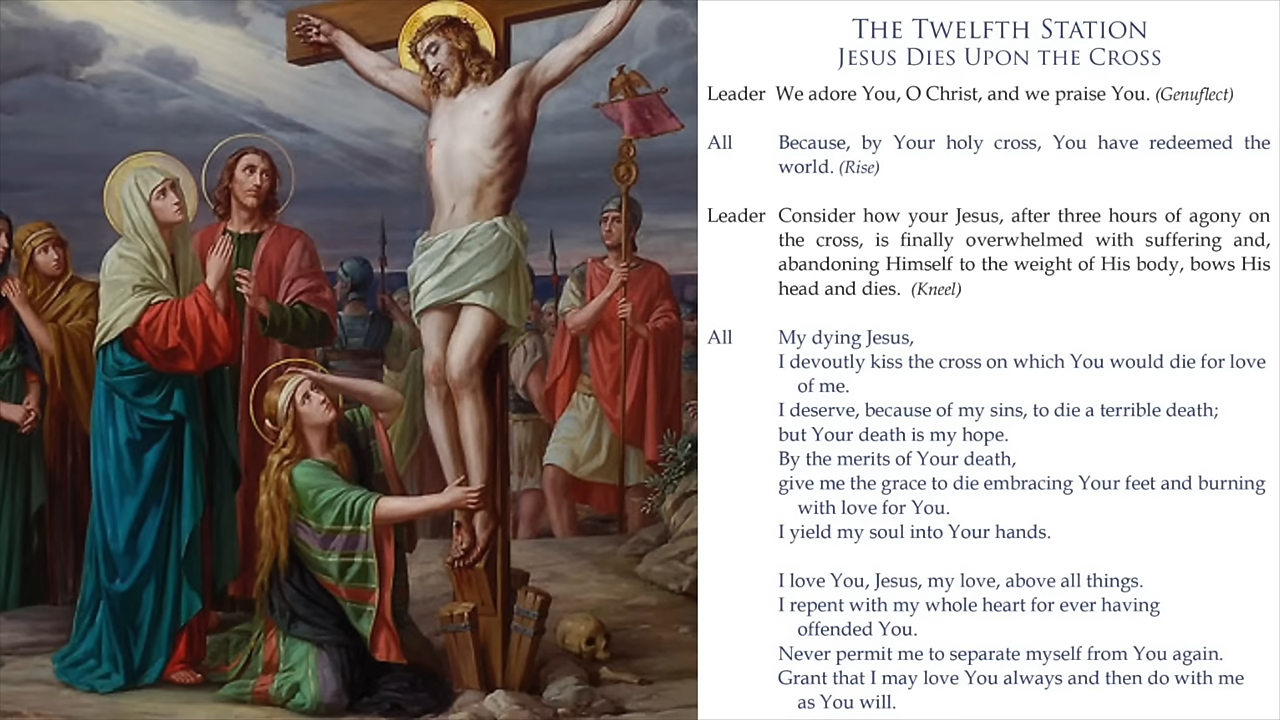 The Twelfth Station
Jesus Dies Upon the Cross
Leader We adore You, O Christ, and we praise You. (Genuflect)
All Because, by Your holy cross, You have redeemed the
world. (Rise)
Leader Consider how your Jesus, after three hours of agony on
the cross, is finally overwhelmed with suffering and,
abandoning Himself to the weight of His body, bows His
head and dies. (Kneel)
All My dying Jesus,
I devoutly kiss the cross on which You would die for love
of me.
I deserve, because of my sins, to die a terrible death;
but Your death is my hope.
By the merits of Your death,
give me the grace to die embracing Your feet and burning
with love for You.
I yield my soul into Your hands.
I love You, Jesus, my love, above all things.
I repent with my whole heart for ever having
offended You.
Never permit me to separate myself from You again.
Grant that I may love You always and then do with me
as You will.